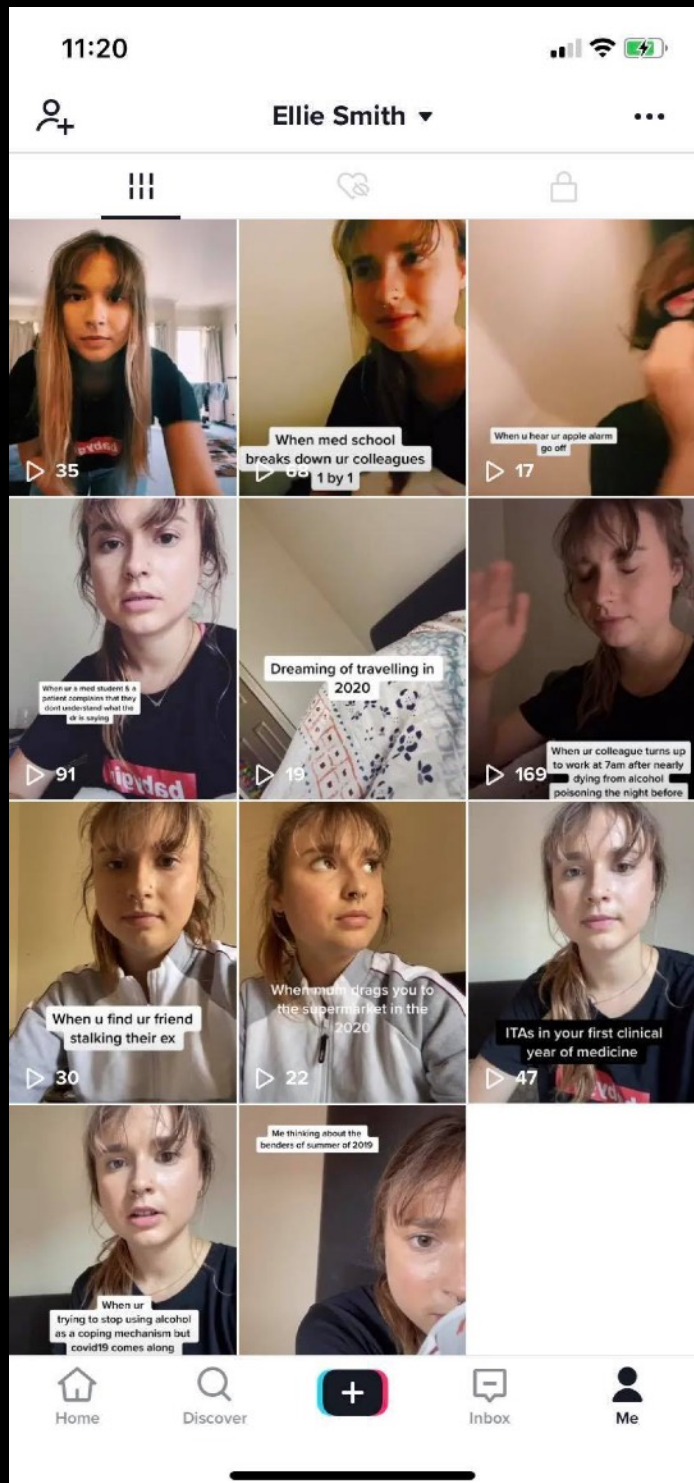 11:20
Ellie Smith
35
When med school
breaks down ur colleagues
1 by 1
68
When u hear ur apple alarm
go off
17
When ur a med student & a
patient complains that they
dont understand what the
dr is saying
91
babygirl
Dreaming of travelling in
2020
19
When ur colleague turns up
to work at 7am after nearly
dying from alcohol
poisoning the night before
169
When u find ur friend
stalking their ex
30
When mum drags you to
the supermarket in the
2020
22
ITAs in your first clinical
year of medicine
47
When ur
trying to stop using alcohol
as a coping mechanism but
covid19 comes along
Me thinking about the
benders of summer of 2019
Home
Discover
Inbox
Me